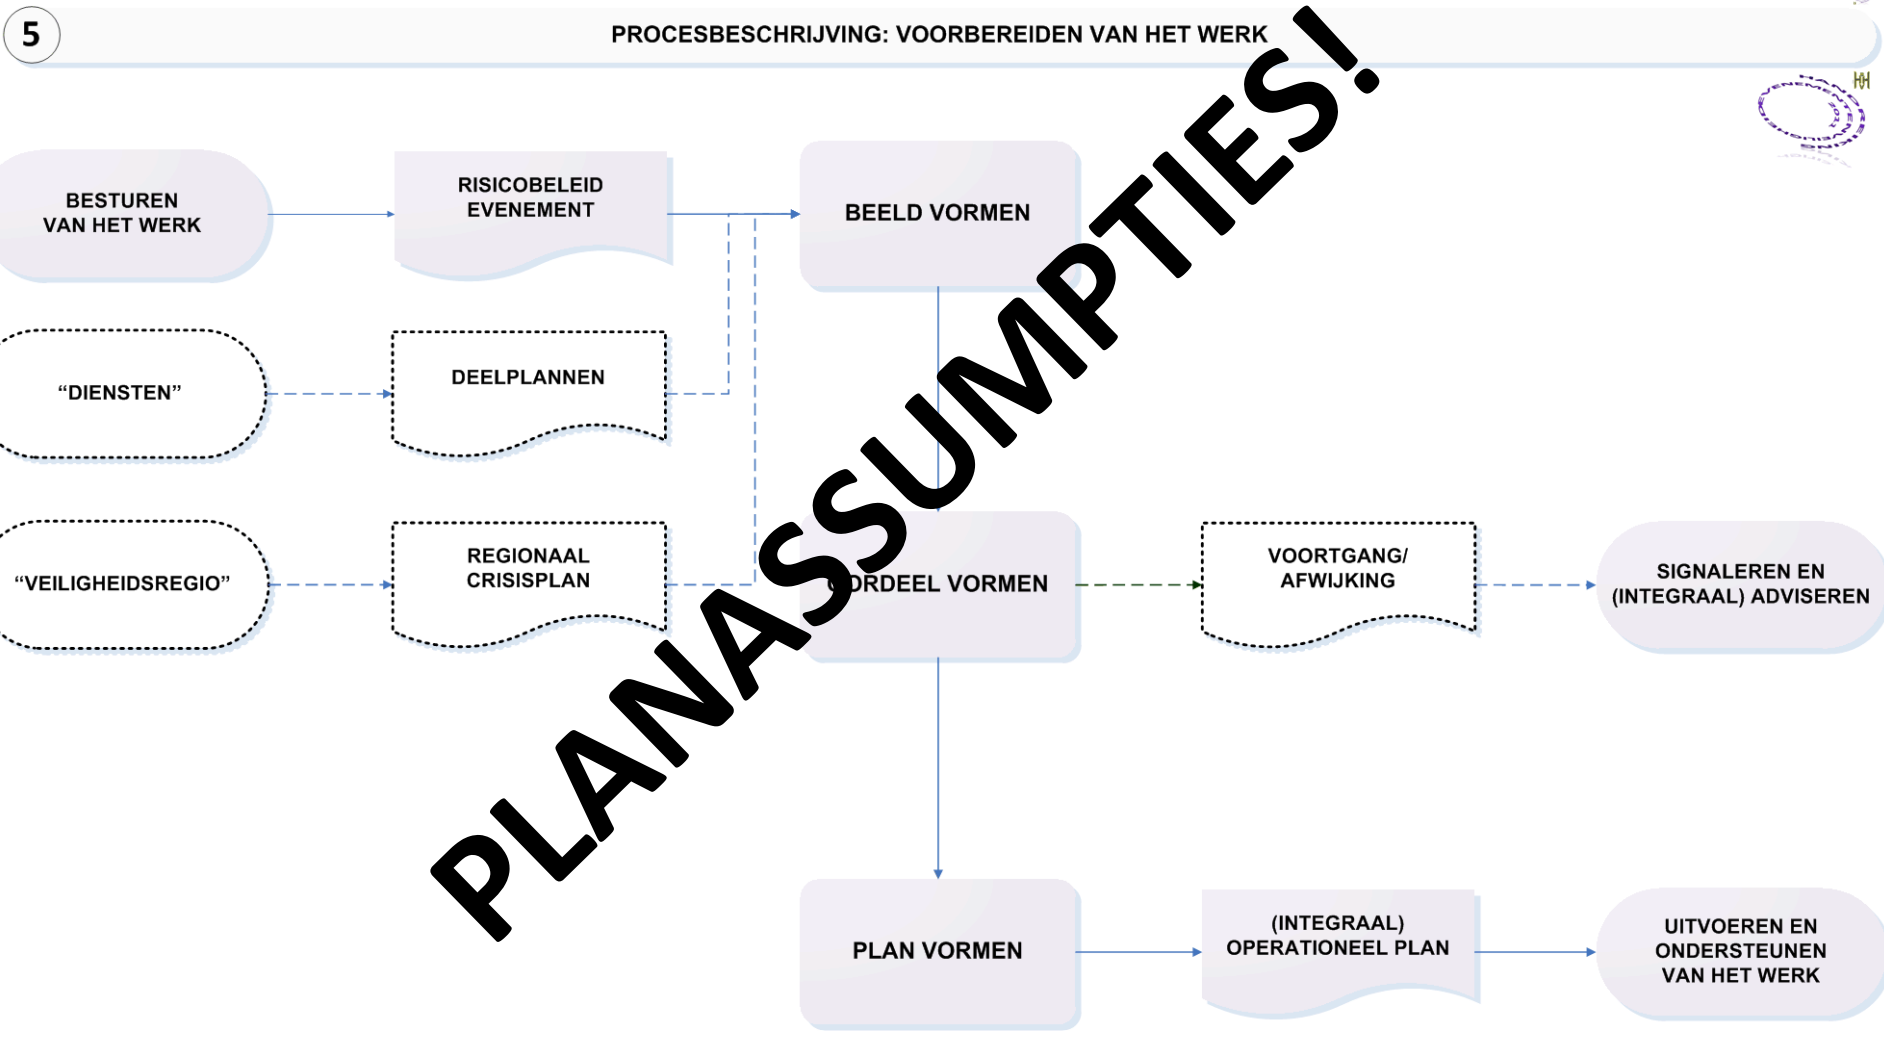 5
PROCESBESCHRIJVING: VOORBEREIDEN VAN HET WERK
BESTUREN
VAN HET WERK
RISICOBELEID
EVENEMENT
BEELD VORMEN
“DIENSTEN”
DEELPLANNEN
“VEILIGHEIDSREGIO”
REGIONAAL
CRISISPLAN
OORDEEL VORMEN
VOORTGANG/
AFWIJKING
SIGNALEREN EN
(INTEGRAAL) ADVISEREN
PLAN VORMEN
(INTEGRAAL)
OPERATIONEEL PLAN
UITVOEREN EN
ONDERSTEUNEN
VAN HET WERK
PLANASSUMPTIES!